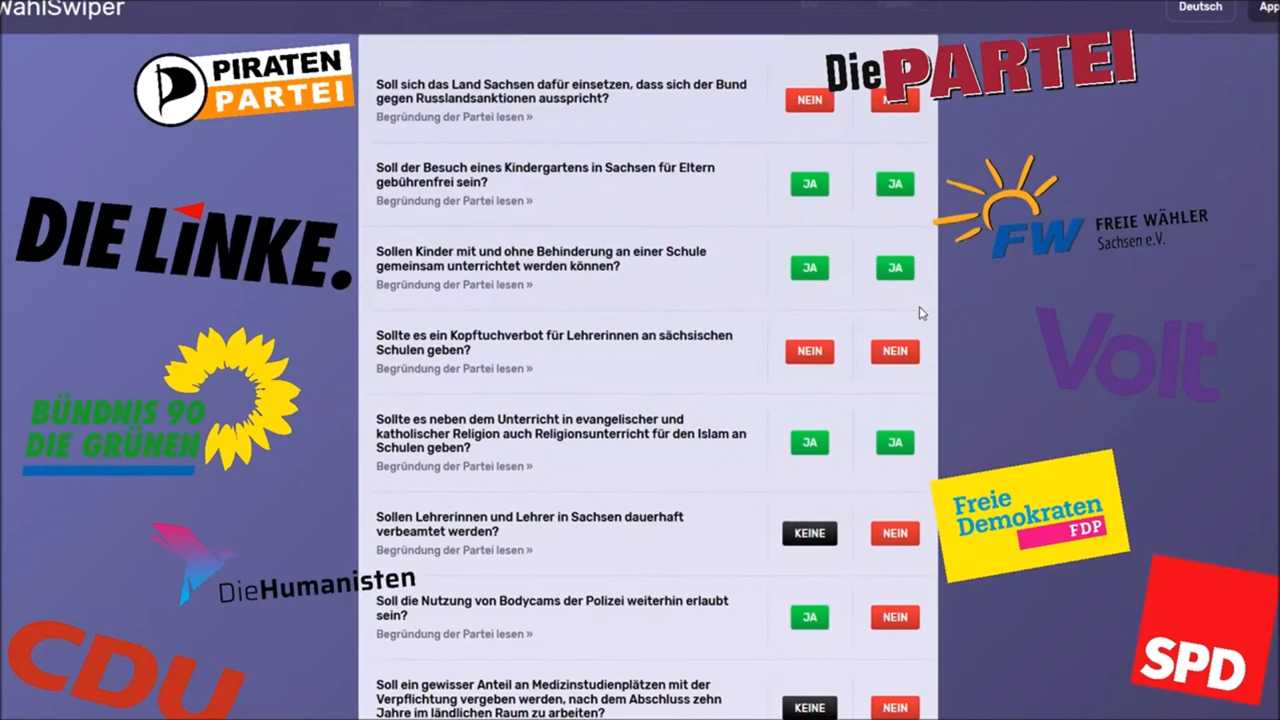 WahlSwiper
Deutsch
App
PIRATEN
PARTEI
DiePARTEI
Soll sich das Land Sachsen dafür einsetzen, dass sich der Bund
gegen Russlandsanktionen ausspricht?
Begründung der Partei lesen »
NEIN
Soll der Besuch eines Kindergartens in Sachsen für Eltern
gebührenfrei sein?
Begründung der Partei lesen »
JA
JA
DIE LiNKE.
FW FREIE WÄHLER
Sachsen e.V.
Sollen Kinder mit und ohne Behinderung an einer Schule
gemeinsam unterrichtet werden können?
Begründung der Partei lesen »
JA
JA
Sollte es ein Kopftuchverbot für Lehrerinnen an sächsischen
Schulen geben?
Begründung der Partei lesen »
NEIN
NEIN
Volt
BÜNDNIS 90
DIE GRÜNEN
Sollte es neben dem Unterricht in evangelischer und
katholischer Religion auch Religionsunterricht für den Islam an
Schulen geben?
Begründung der Partei lesen »
JA
JA
Sollen Lehrerinnen und Lehrer in Sachsen dauerhaft
verbeamtet werden?
Begründung der Partei lesen »
KEINE
NEIN
Freie
Demokraten
FDP
DieHumanisten
Soll die Nutzung von Bodycams der Polizei weiterhin erlaubt
sein?
Begründung der Partei lesen »
JA
NEIN
CDU
SPD
Soll ein gewisser Anteil an Medizinstudienplätzen mit der
Verpflichtung vergeben werden, nach dem Abschluss zehn
Jahre im ländlichen Raum zu arbeiten?
KEINE
NEIN